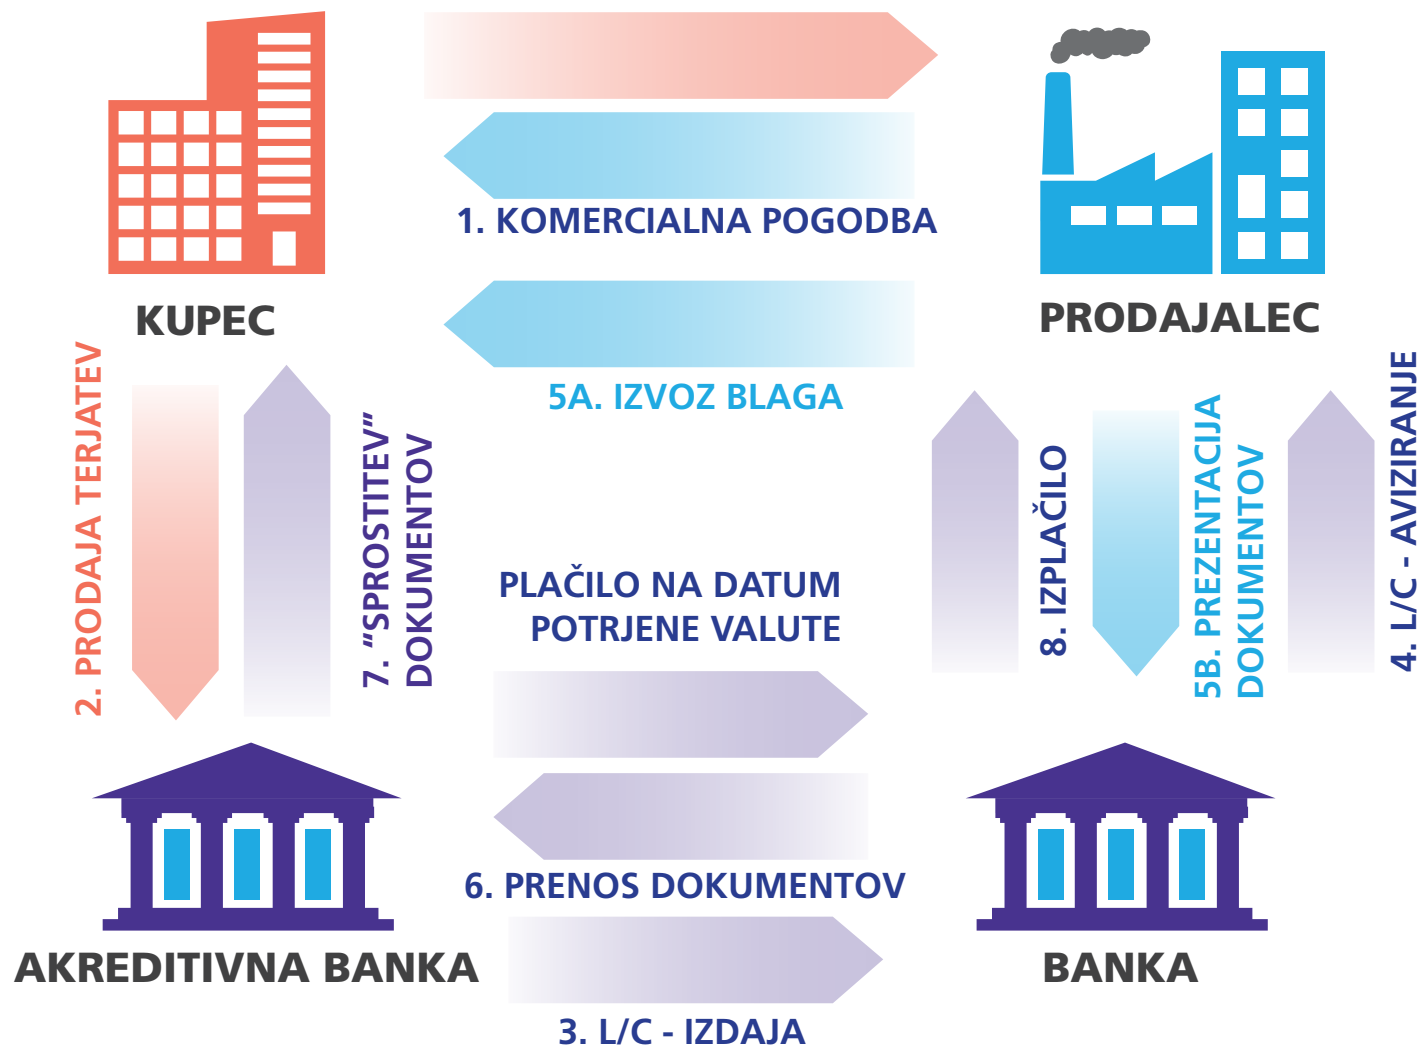 1. KOMERCIALNA POGODBA
KUPEC
PRODAJALEC
5A. IZVOZ BLAGA
2. PRODAJA TERJATEV
7. “SPROSTITEV”
DOKUMENTOV
8. IZPLAČILO
5B. PREZENTACIJA
DOKUMENTOV
4. L/C - AVIZIRANJE
PLAČILO NA DATUM
POTRJENE VALUTE
6. PRENOS DOKUMENTOV
AKREDITIVNA BANKA
BANKA
3. L/C - IZDAJA